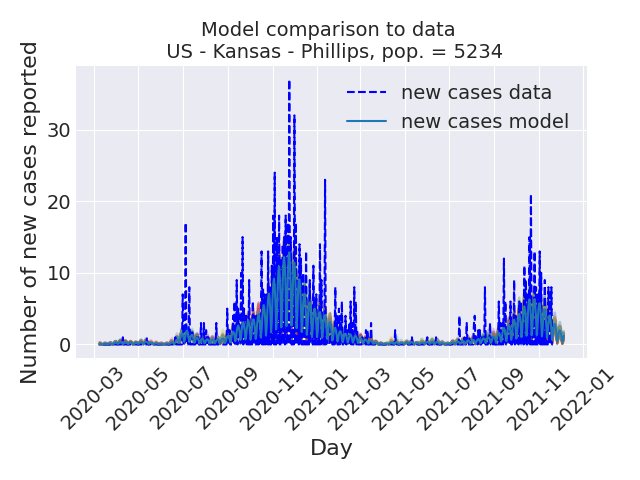 Model comparison to data
US - Kansas - Phillips, pop. = 5234
Number of new cases reported
new cases data
new cases model
30
20
10
0
2020-03
2020-05
2020-07
2020-09
2020-11
2021-01
2021-03
2021-05
2021-07
2021-09
2021-11
2022-01
Day